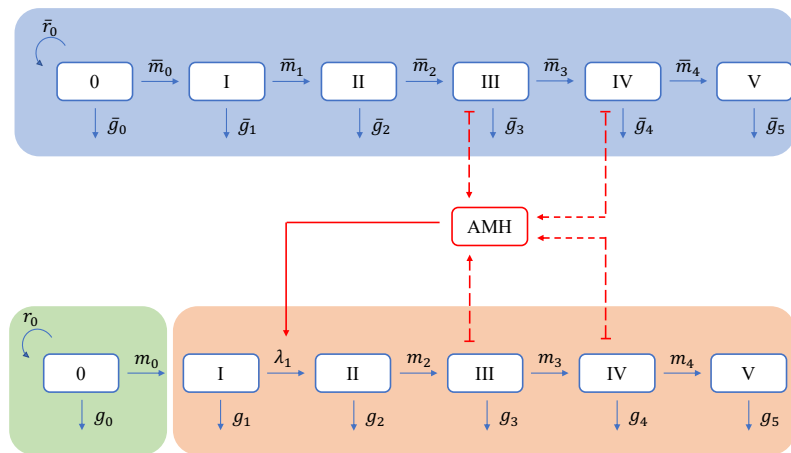 r̄₀
0 m̄₀ I m̄₁ II m̄₂ III m̄₃ IV m̄₄ V
ḡ₀ ḡ₁ ḡ₂ ḡ₃ ḡ₄ ḡ₅
AMH
r₀
0 m₀ I λ₁ II m₂ III m₃ IV m₄ V
g₀ g₁ g₂ g₃ g₄ g₅